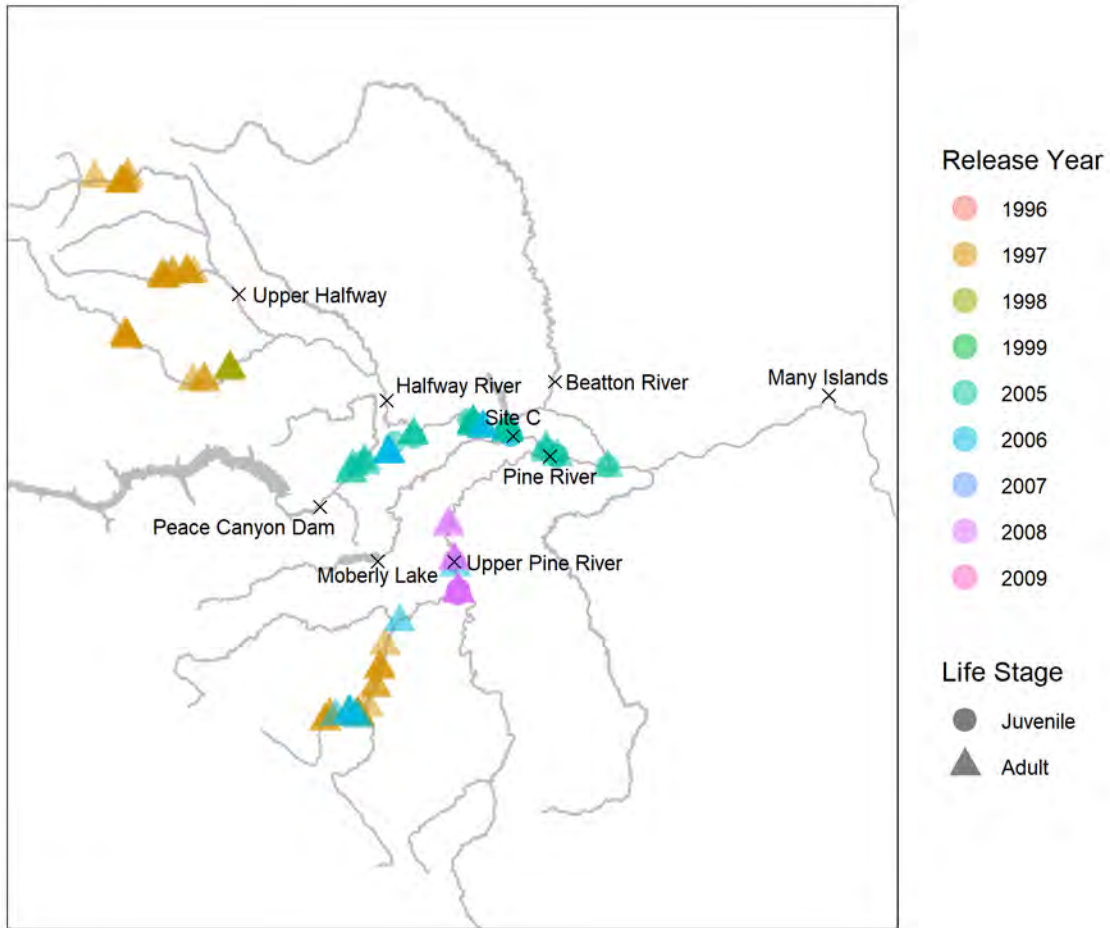 Upper Halfway
Halfway River
Beatton River
Many Islands
Site C
Pine River
Peace Canyon Dam
Moberly Lake
Upper Pine River
Release Year
1996
1997
1998
1999
2005
2006
2007
2008
2009
Life Stage
Juvenile
Adult